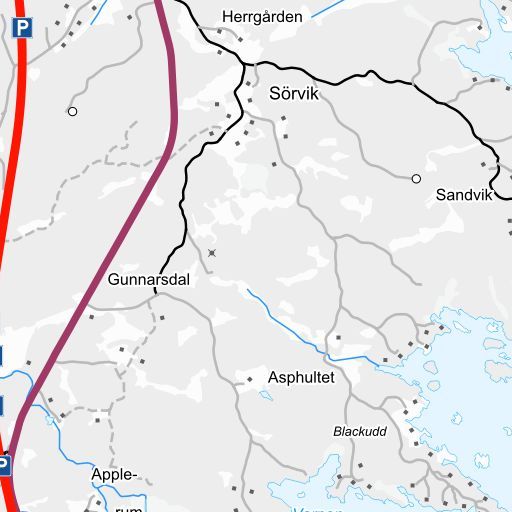 Herrgården
P
Sörvik
Sandvik
Gunnarsdal
Asphultet
Blackudd
P
Apple-
rum